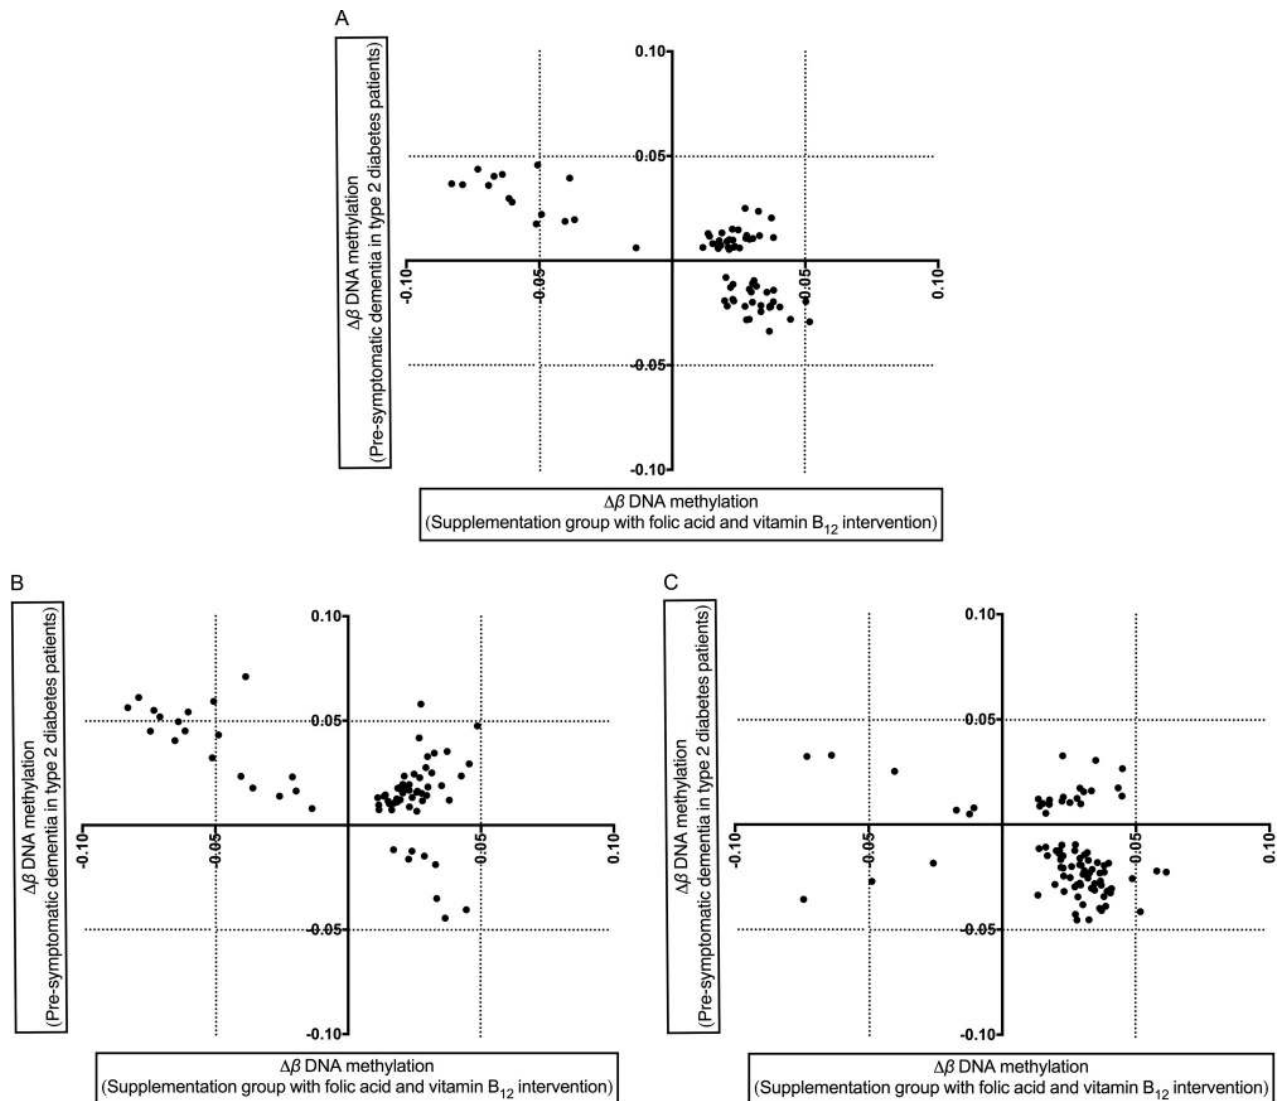 A
Δβ DNA methylation
(Pre-symptomatic dementia in type 2 diabetes patients)
0.10
0.05
-0.10
-0.05
0.05
0.10
-0.05
-0.10
Δβ DNA methylation
(Supplementation group with folic acid and vitamin B12 intervention)
B
Δβ DNA methylation
(Pre-symptomatic dementia in type 2 diabetes patients)
0.10
0.05
-0.10
-0.05
0.05
0.10
-0.05
-0.10
Δβ DNA methylation
(Supplementation group with folic acid and vitamin B12 intervention)
C
Δβ DNA methylation
(Pre-symptomatic dementia in type 2 diabetes patients)
0.10
0.05
-0.10
-0.05
0.05
0.10
-0.05
-0.10
Δβ DNA methylation
(Supplementation group with folic acid and vitamin B12 intervention)